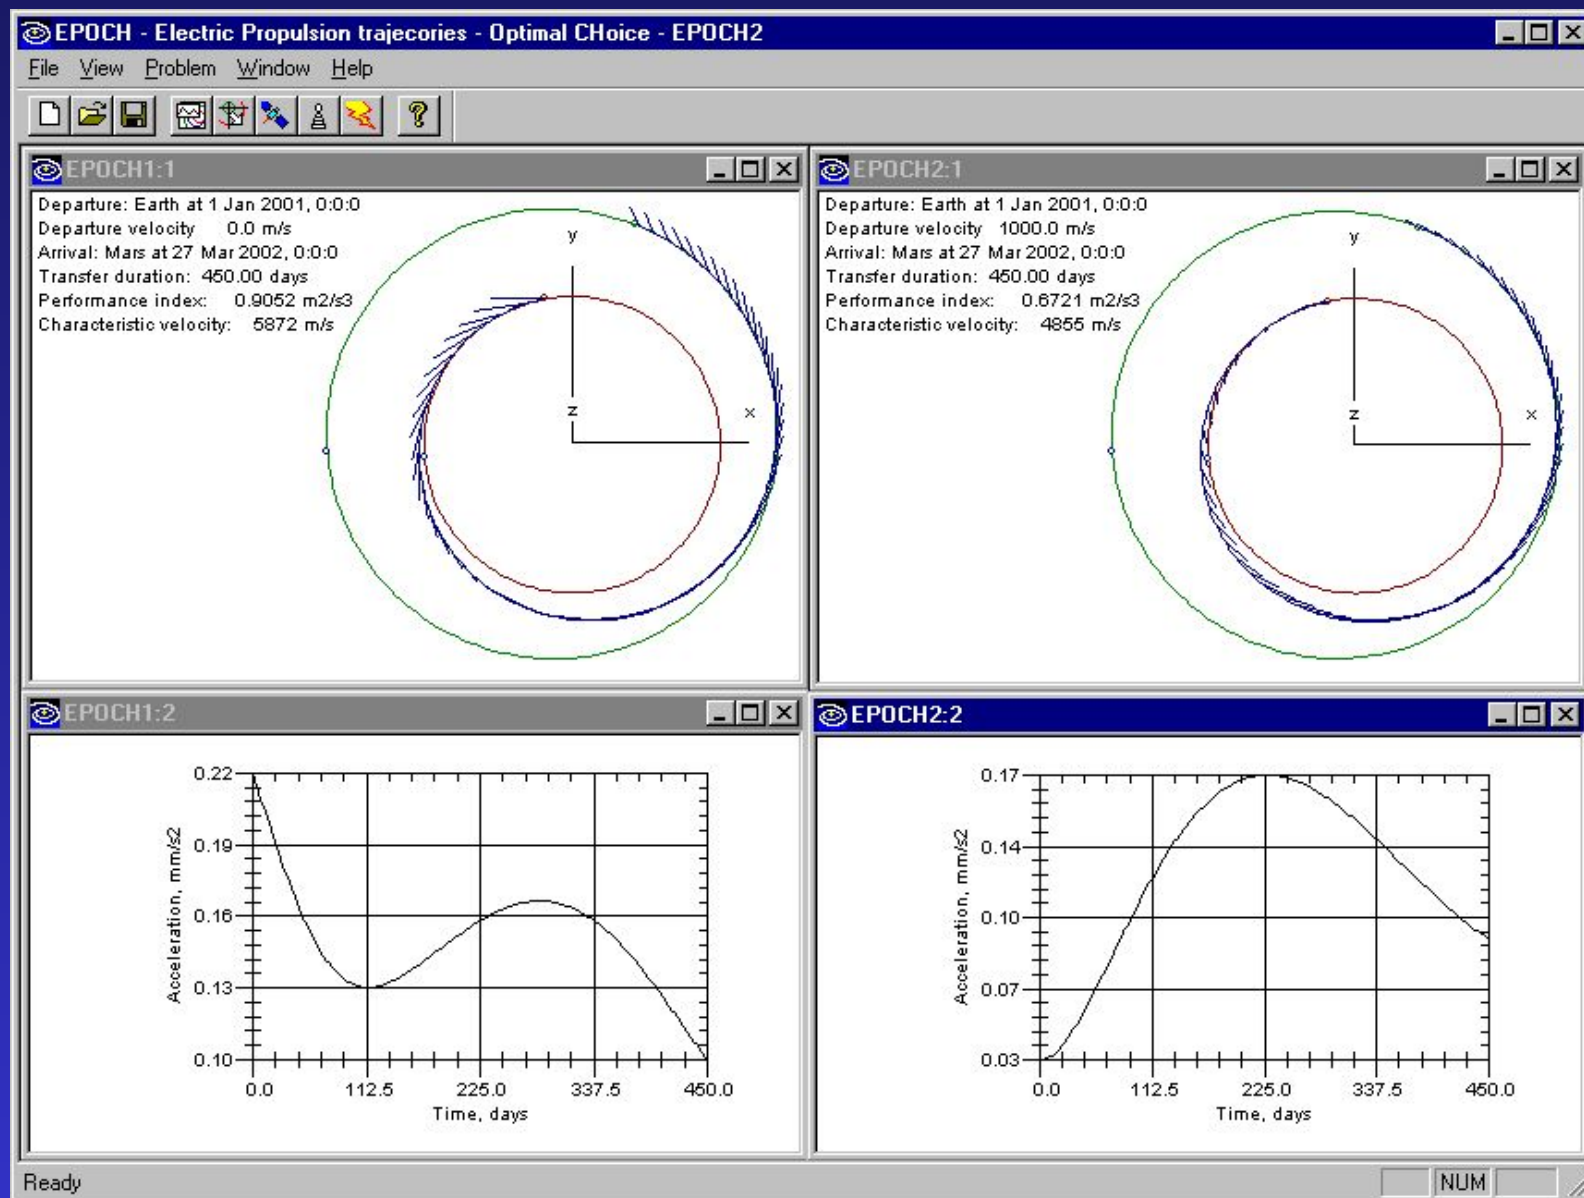 EPOCH - Electric Propulsion trajecories - Optimal CHoice - EPOCH2
File View Problem Window Help
EPOCH1:1
Departure: Earth at 1 Jan 2001, 0:0:0
Departure velocity 0.0 m/s
Arrival: Mars at 27 Mar 2002, 0:0:0
Transfer duration: 450.00 days
Performance index: 0.9052 m2/s3
Characteristic velocity: 5872 m/s
y
z
x
EPOCH2:1
Departure: Earth at 1 Jan 2001, 0:0:0
Departure velocity 1000.0 m/s
Arrival: Mars at 27 Mar 2002, 0:0:0
Transfer duration: 450.00 days
Performance index: 0.6721 m2/s3
Characteristic velocity: 4855 m/s
y
z
x
EPOCH1:2
Acceleration, mm/s2
0.22
0.19
0.16
0.13
0.10
0.0 112.5 225.0 337.5 450.0
Time, days
EPOCH2:2
Acceleration, mm/s2
0.17
0.14
0.10
0.07
0.03
0.0 112.5 225.0 337.5 450.0
Time, days
Ready
NUM